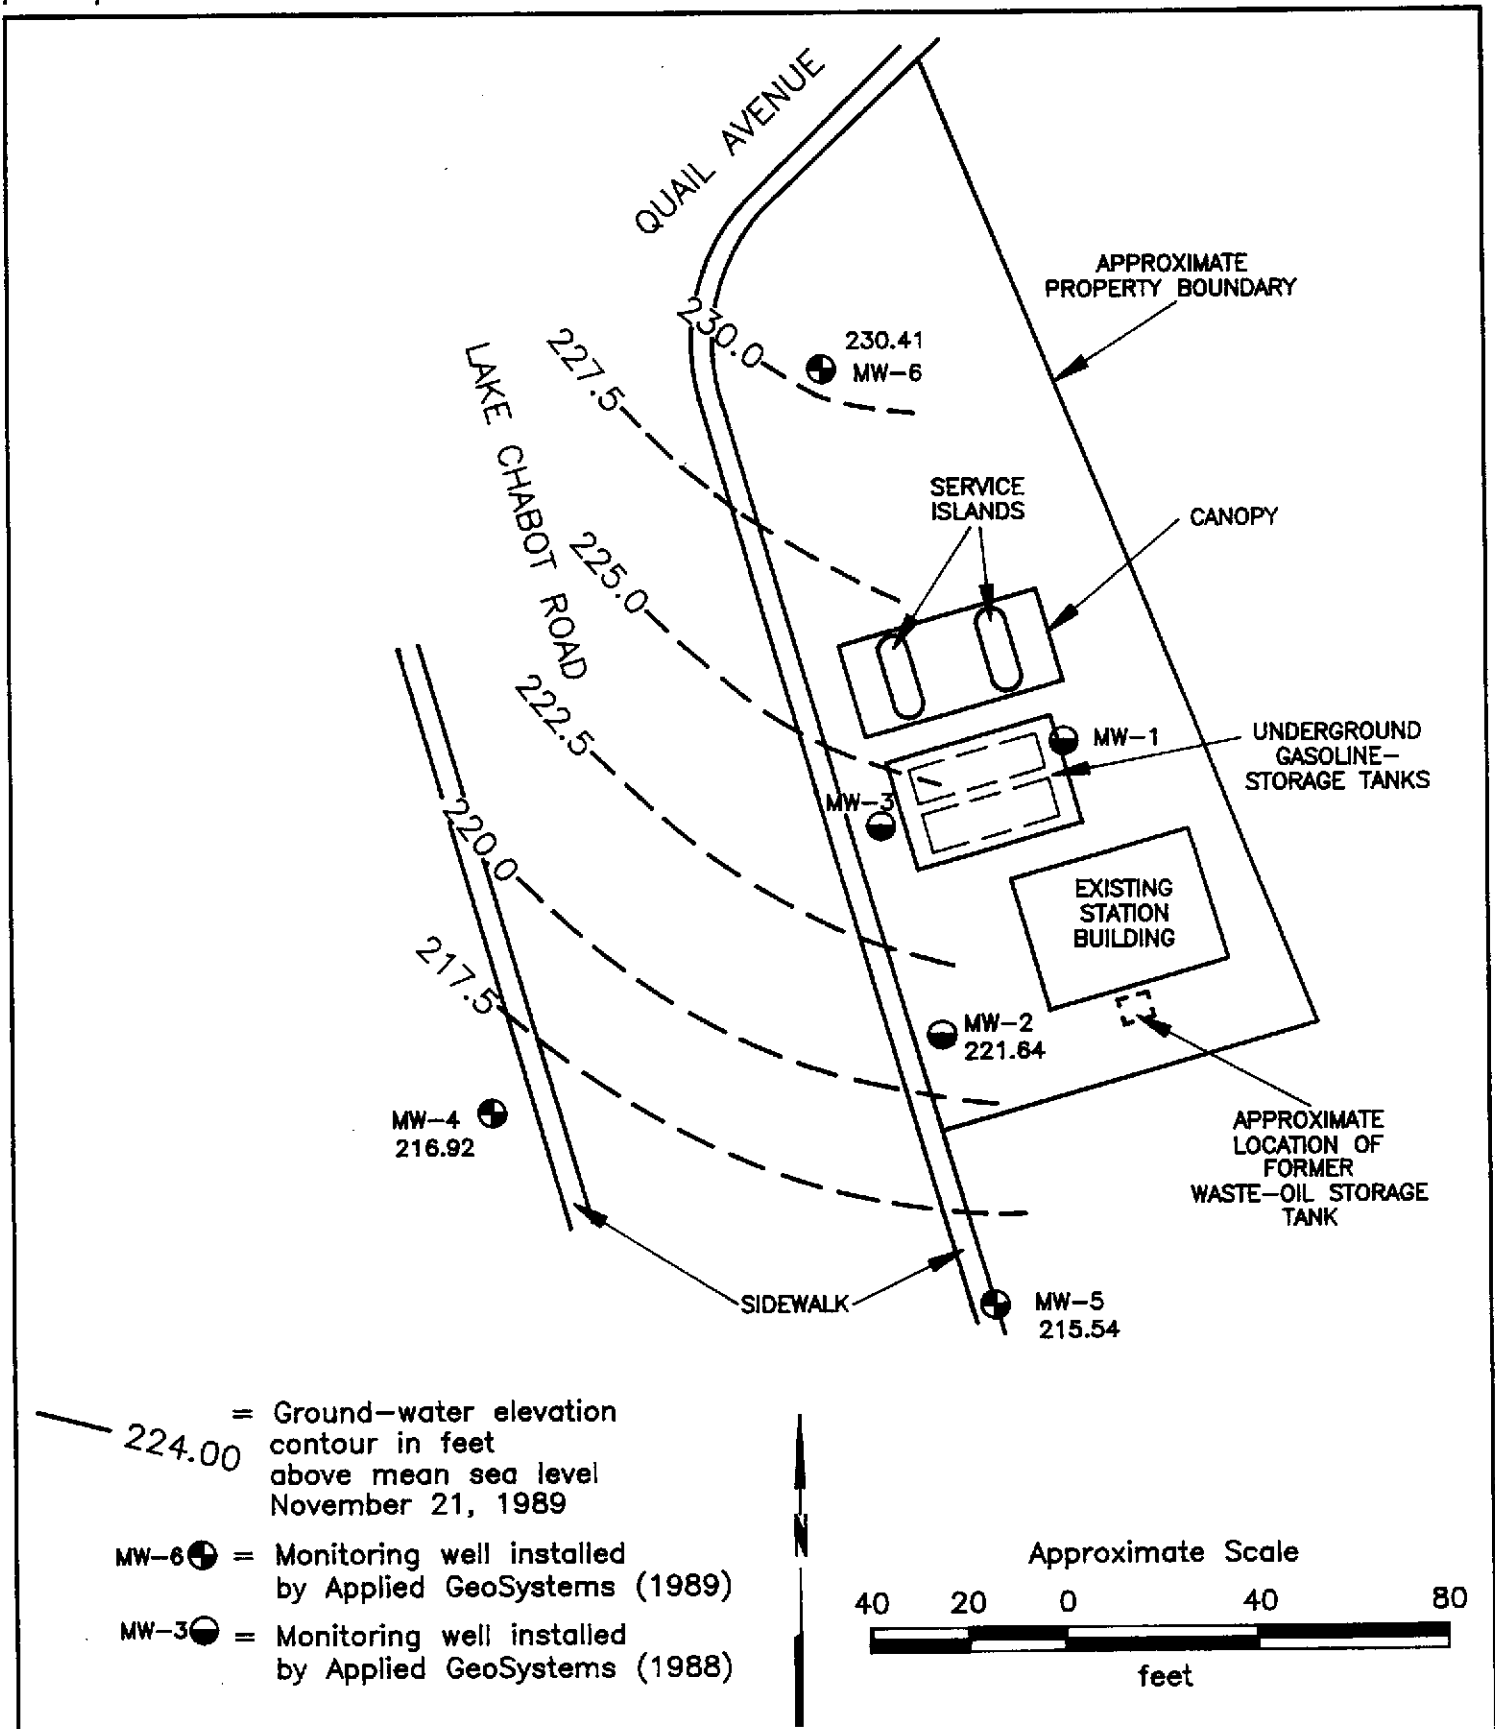 QUAIL AVENUE
APPROXIMATE
PROPERTY BOUNDARY
230.0
230.41
MW-6
227.5
LAKE CHABOT ROAD
SERVICE
ISLANDS
CANOPY
225.0
222.5
MW-1
UNDERGROUND
GASOLINE-
STORAGE TANKS
MW-3
220.0
EXISTING
STATION
BUILDING
217.5
MW-2
221.64
MW-4
216.92
APPROXIMATE
LOCATION OF
FORMER
WASTE-OIL STORAGE
TANK
SIDEWALK
MW-5
215.54
224.00
= Ground-water elevation
contour in feet
above mean sea level
November 21, 1989
MW-6 = Monitoring well installed
by Applied GeoSystems (1989)
MW-3 = Monitoring well installed
by Applied GeoSystems (1988)
N
Approximate Scale
40 20 0 40 80
feet